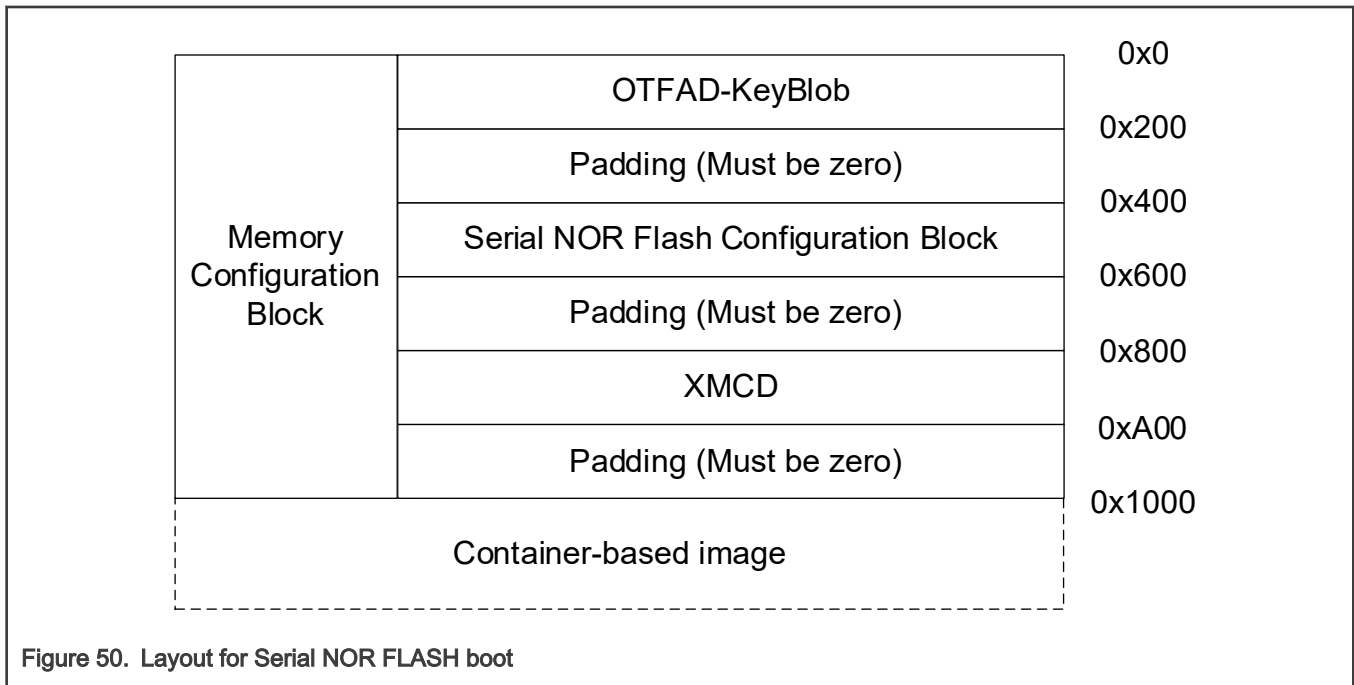 0x0
OTFAD-KeyBlob
0x200
Padding (Must be zero)
0x400
Memory
Configuration
Block
Serial NOR Flash Configuration Block
0x600
Padding (Must be zero)
0x800
XMCD
0xA00
Padding (Must be zero)
0x1000
Container-based image
Figure 50. Layout for Serial NOR FLASH boot